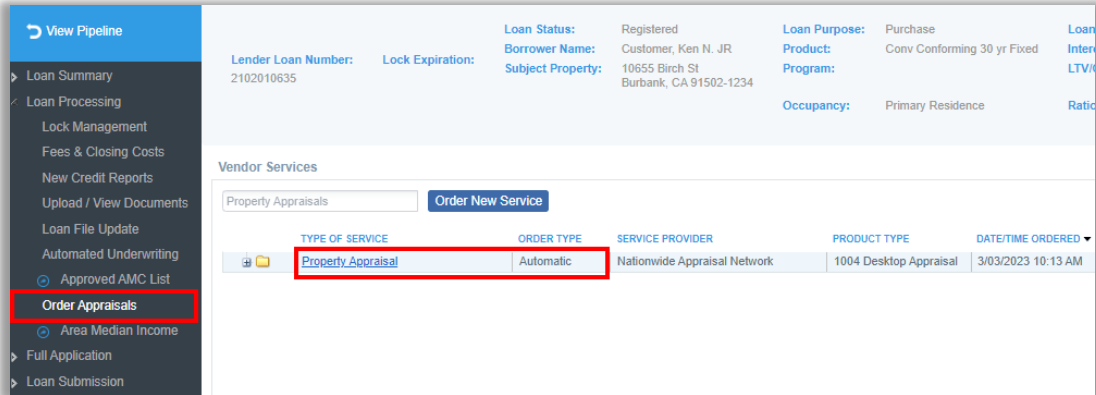 View Pipeline
Loan Summary
Loan Processing
Lock Management
Fees & Closing Costs
New Credit Reports
Upload / View Documents
Loan File Update
Automated Underwriting
Approved AMC List
Order Appraisals
Area Median Income
Full Application
Loan Submission
Lender Loan Number:
2102010635
Lock Expiration:
Loan Status: Registered
Borrower Name: Customer, Ken N. JR
Subject Property: 10655 Birch St
Burbank, CA 91502-1234
Loan Purpose: Purchase
Product: Conv Conforming 30 yr Fixed
Program:
Occupancy: Primary Residence
Loan
LTV/
Vendor Services
Property Appraisals Order New Service
TYPE OF SERVICE ORDER TYPE SERVICE PROVIDER PRODUCT TYPE DATE/TIME ORDERED
Property Appraisal Automatic Nationwide Appraisal Network 1004 Desktop Appraisal 3/03/2023 10:13 AM